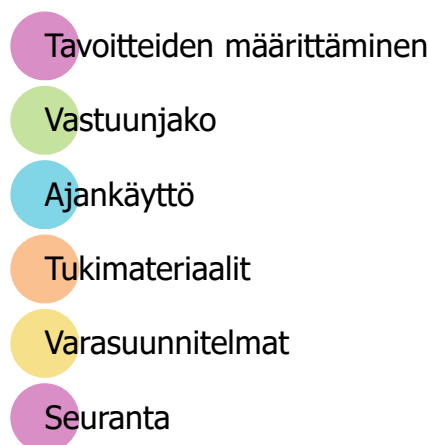 Tavoitteiden määrittäminen
Vastuunjako
Ajankäyttö
Tukimateriaalit
Varasuunnitelmat
Seuranta